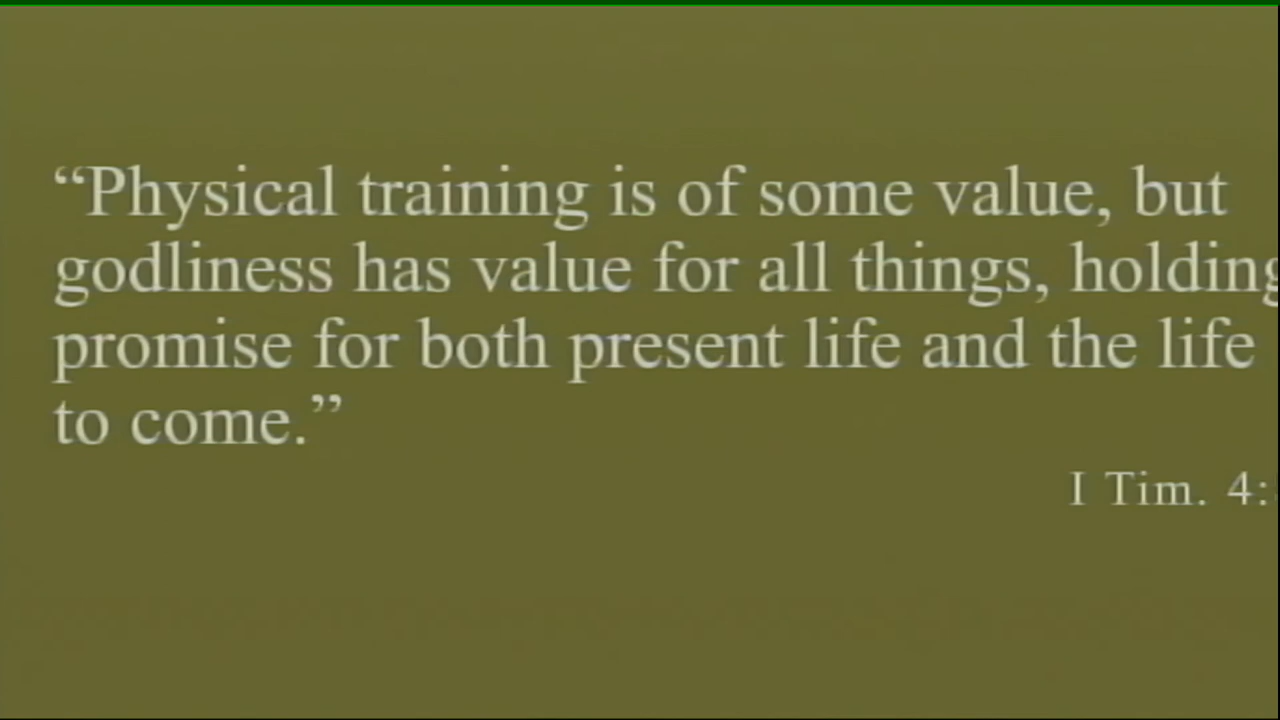 “Physical training is of some value, but
godliness has value for all things, holding
promise for both present life and the life
to come.”
I Tim. 4: